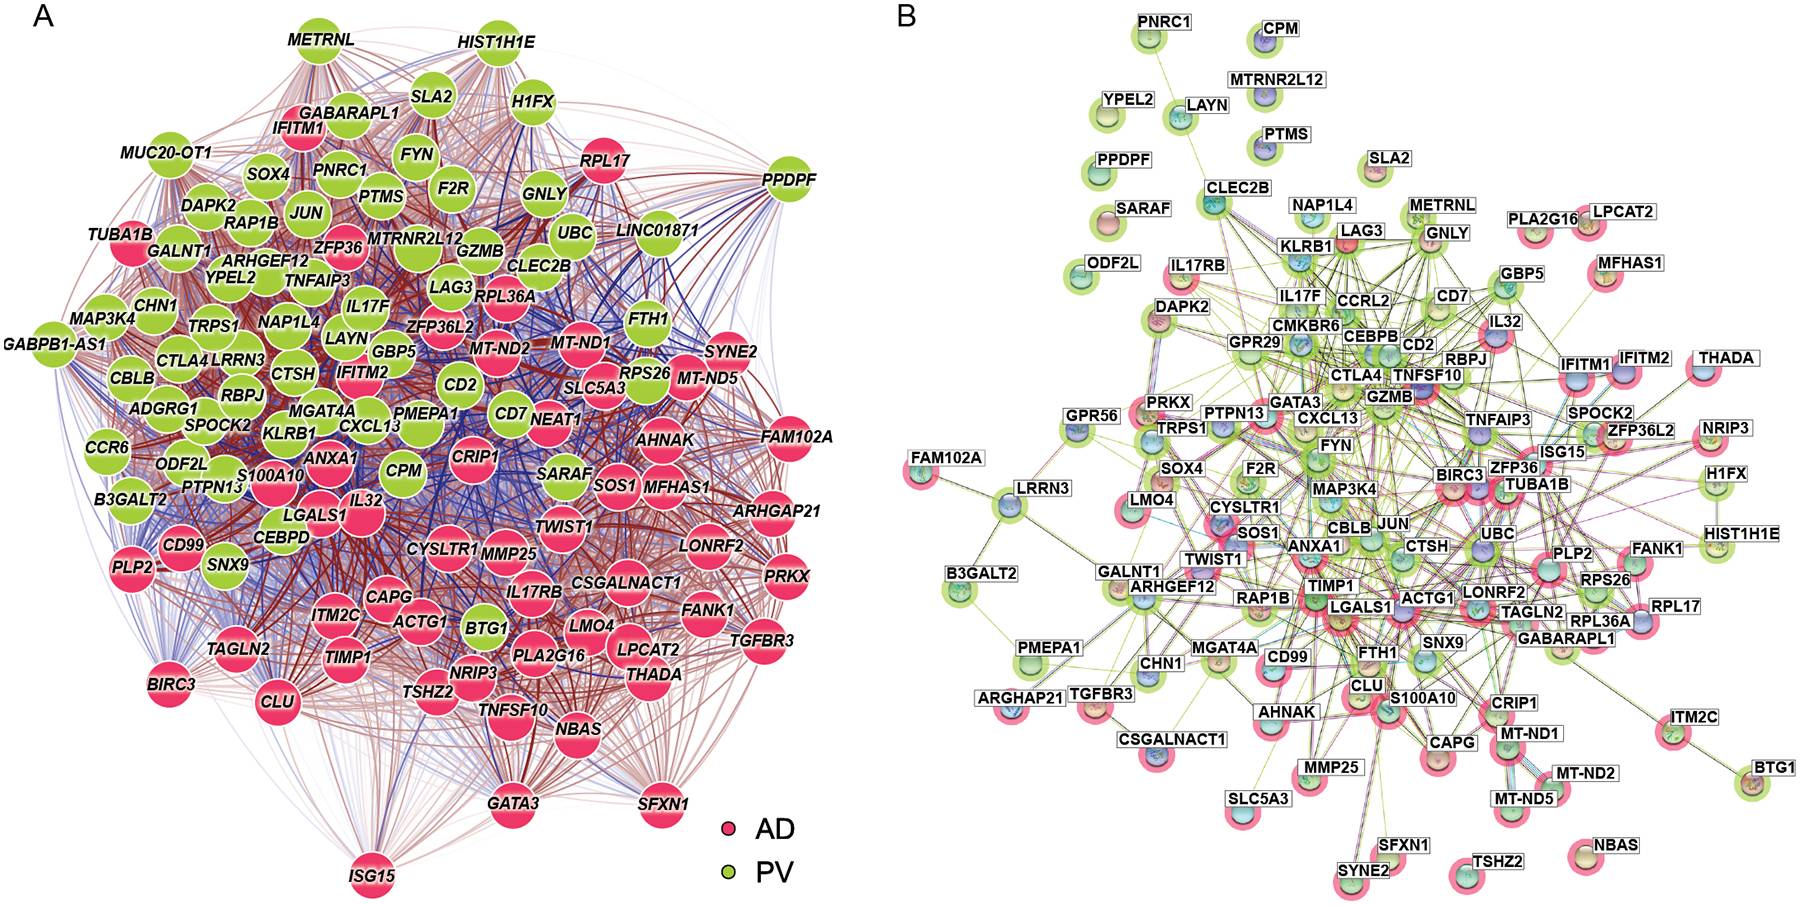 A
METRNL
HIST1H1E
SLA2
H1FX
GABARAPL1
IFITM1
MUC20-OT1
FYN
RPL17
SOX4
PNRC1
PPDPF
PTMS
F2R
GNLY
DAPK2
RAP1B
JUN
TUBA1B
GALNT1
ZFP36
MTRNR2L12
GZMB
UBC
LINC01871
ARHGEF12
YPEL2
TNFAIP3
CLEC2B
LAG3
RPL36A
CHN1
MAP3K4
IL17F
TRPS1
NAP1L4
ZFP36L2
FTH1
GABPB1-AS1
LAYN
MT-ND2
MT-ND1
SYNE2
CTLA4
LRRN3
GBP5
CBLB
CTSH
IFITM2
CD2
SLC5A3
RPS26
MT-ND5
RBPJ
ADGRG1
SPOCK2
MGAT4A
CXCL13
PMEPA1
CD7
NEAT1
KLRB1
AHNAK
FAM102A
CCR6
ODF2L
ANXA1
CRIP1
S100A10
CPM
SARAF
PTPN13
SOS1
MFHAS1
B3GALT2
IL32
LGALS1
ARHGAP21
TWIST1
CEBPD
CD99
CYSLTR1
MMP25
LONRF2
PLP2
SNX9
PRKX
CSGALNACT1
IL17RB
CAPG
ITM2C
ACTG1
BTG1
LMO4
FANK1
TGFBR3
TAGLN2
TIMP1
PLA2G16
LPCAT2
NRIP3
THADA
BIRC3
CLU
TSHZ2
TNFSF10
NBAS
GATA3
SFXN1
ISG15
AD
PV
B
PNRC1
CPM
MTRNR2L12
YPEL2
LAYN
PTMS
PPDPF
SLA2
CLEC2B
SARAF
NAP1L4
METRNL
PLA2G16
LPCAT2
LAG3
GNLY
KLRB1
ODF2L
IL17RB
MFHAS1
GBP5
IL17F
CCRL2
CD7
DAPK2
CMKBR6
IL32
CEBPB
CD2
GPR29
RBPJ
IFITM1
IFITM2
THADA
CTLA4
TNFSF10
GZMB
PRKX
GATA3
GPR56
PTPN13
CXCL13
TNFAIP3
SPOCK2
TRPS1
ZFP36L2
NRIP3
FYN
ISG15
FAM102A
SOX4
F2R
BIRC3
ZFP36
H1FX
LRRN3
TUBA1B
MAP3K4
LMO4
CYSLTR1
SOS1
CBLB
JUN
UBC
HIST1H1E
ANXA1
CTSH
TWIST1
PLP2
FANK1
B3GALT2
GALNT1
ARHGEF12
TIMP1
RPS26
RAP1B
LGALS1
ACTG1
LONRF2
TAGLN2
RPL17
RPL36A
GABARAPL1
PMEPA1
MGAT4A
SNX9
CHN1
CD99
FTH1
CLU
ARGHAP21
TGFBR3
S100A10
CRIP1
AHNAK
ITM2C
CSGALNACT1
CAPG
MT-ND1
MMP25
MT-ND2
BTG1
SLC5A3
MT-ND5
SFXN1
NBAS
SYNE2
TSHZ2